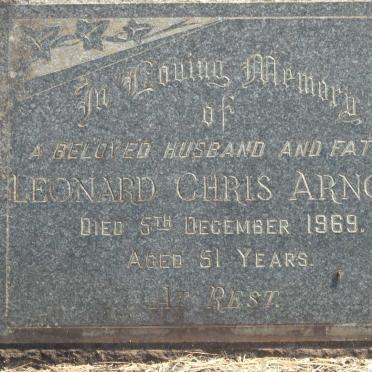 In Loving Memory
of
A BELOVED HUSBAND AND FAT
LEONARD CHRIS ARNO
DIED 5TH DECEMBER 1969.
AGED 51 YEARS.
AT REST.